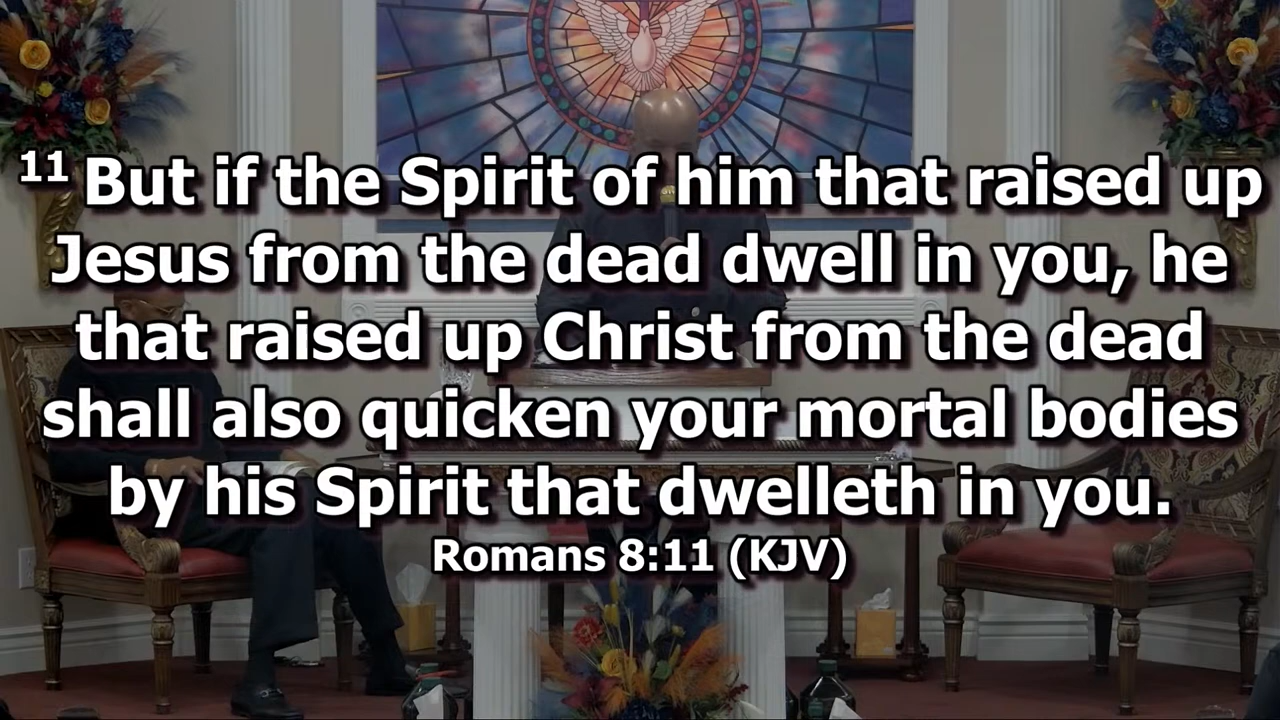 11 But if the Spirit of him that raised up
Jesus from the dead dwell in you, he
that raised up Christ from the dead
shall also quicken your mortal bodies
by his Spirit that dwelleth in you.
Romans 8:11 (KJV)